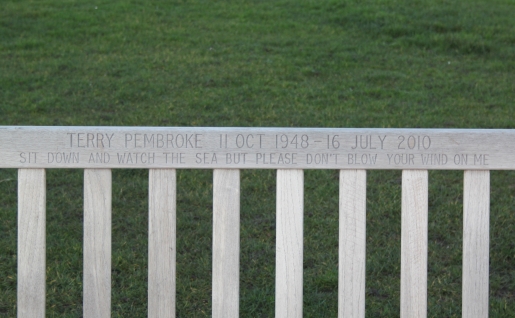 TERRY PEMBROKE 11 OCT 1948-16 JULY 2010
SIT DOWN AND WATCH THE SEA BUT PLEASE DON'T BLOW YOUR WIND ON ME